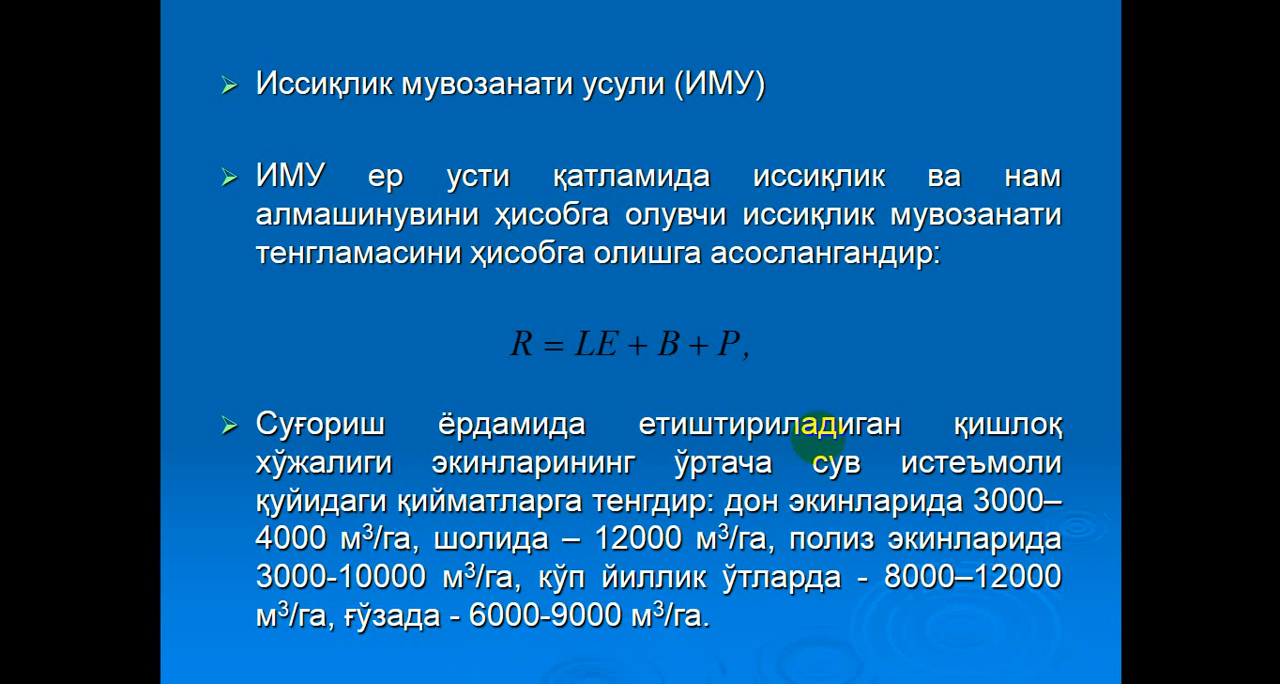 Иссиқлик мувозанати усули (ИМУ)
ИМУ ер усти қатламида иссиқлик ва нам
алмашинувини ҳисобга олувчи иссиқлик мувозанати
тенгламасини ҳисобга олишга асослангандир:
R = LE + B + P,
Суғориш ёрдамида етиштириладиган қишлоқ
хўжалиги экинларининг ўртача сув истеъмоли
қуйидаги қийматларга тенгдир: дон экинларида 3000–
4000 м³/га, шолида – 12000 м³/га, полиз экинларида
3000-10000 м³/га, кўп йиллик ўтларда - 8000–12000
м³/га, ғўзада - 6000-9000 м³/га.